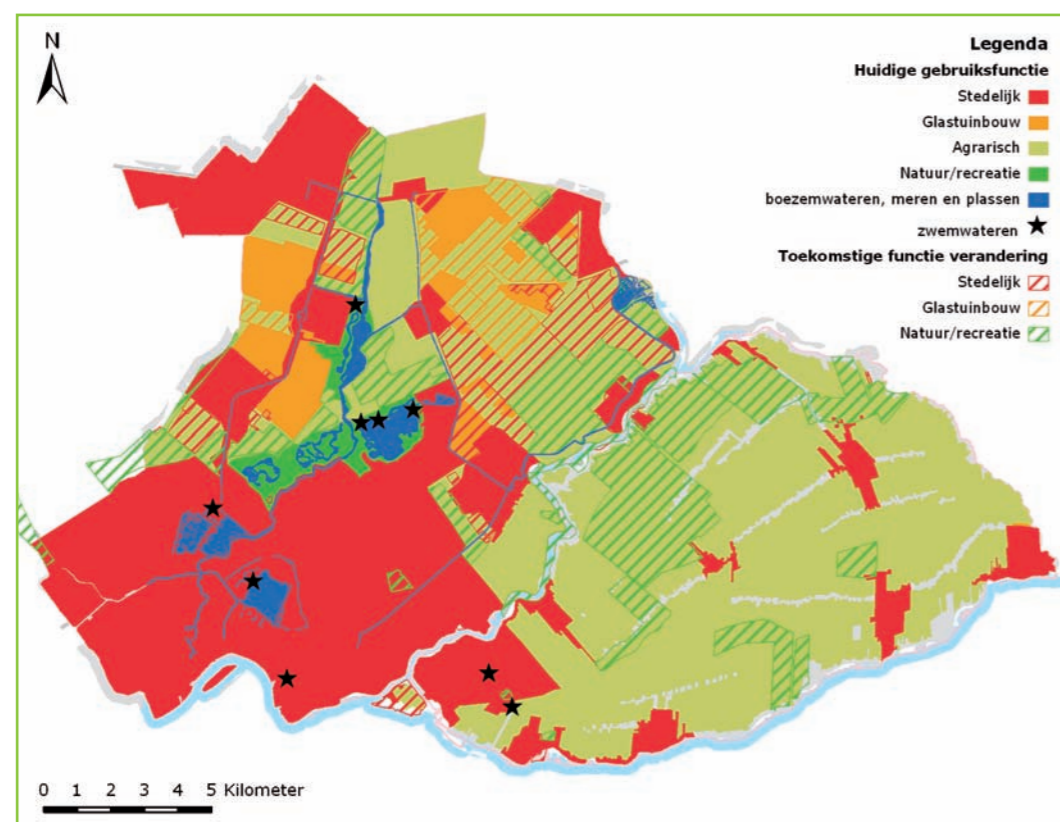 N
Legenda
Huidige gebruiksfunctie
Stedelijk
Glastuinbouw
Agrarisch
Natuur/recreatie
boezemwateren, meren en plassen
zwemwateren
Toekomstige functie verandering
Stedelijk
Glastuinbouw
Natuur/recreatie
0 1 2 3 4 5 Kilometer